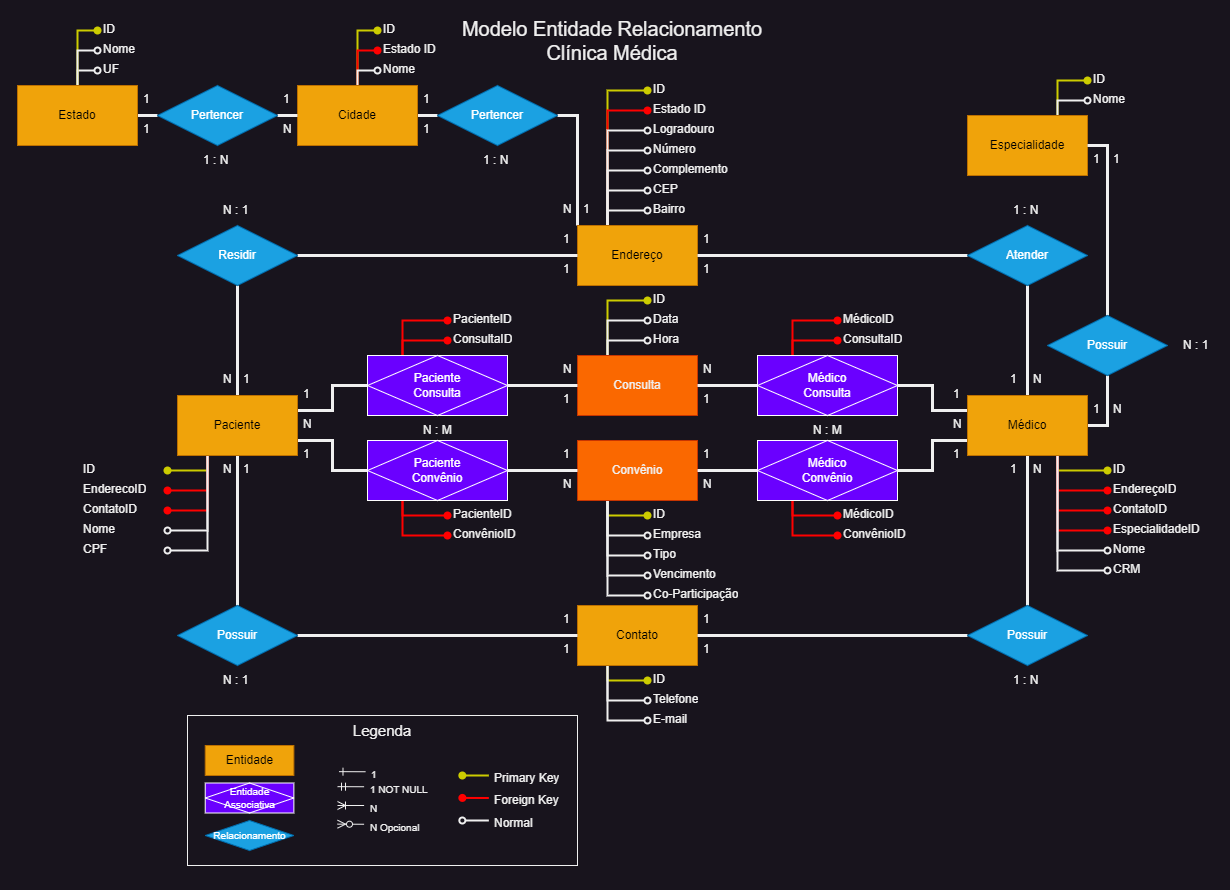 Modelo Entidade Relacionamento
Clínica Médica
ID
Nome
UF
Estado
1
1
Pertencer
1 : N
1
N
ID
Estado ID
Nome
Cidade
1
1
Pertencer
1 : N
N
1
ID
Estado ID
Logradouro
Número
Complemento
CEP
Bairro
Endereço
1
1
1
1
ID
Nome
Especialidade
1
1
N : 1
Residir
1 : N
Atender
Possuir
N : 1
N
1
1
N
1
N
PacienteID
ConsultaID
Paciente
Consulta
ID
Data
Hora
Consulta
N
1
N
1
MédicoID
ConsultaID
Médico
Consulta
Paciente
1
N
1
N
1
N : M
N : M
Médico
1
N
1
1
N
Paciente
Convênio
PacienteID
ConvênioID
Convênio
1
N
1
N
Médico
Convênio
MédicoID
ConvênioID
ID
EnderecoID
ContatoID
Nome
CPF
ID
Empresa
Tipo
Vencimento
Co-Participação
ID
EndereçoID
ContatoID
EspecialidadeID
Nome
CRM
Possuir
N : 1
Contato
1
1
1
1
Possuir
1 : N
ID
Telefone
E-mail
Legenda
Entidade
Entidade
Associativa
Relacionamento
1
1 NOT NULL
N
N Opcional
Primary Key
Foreign Key
Normal